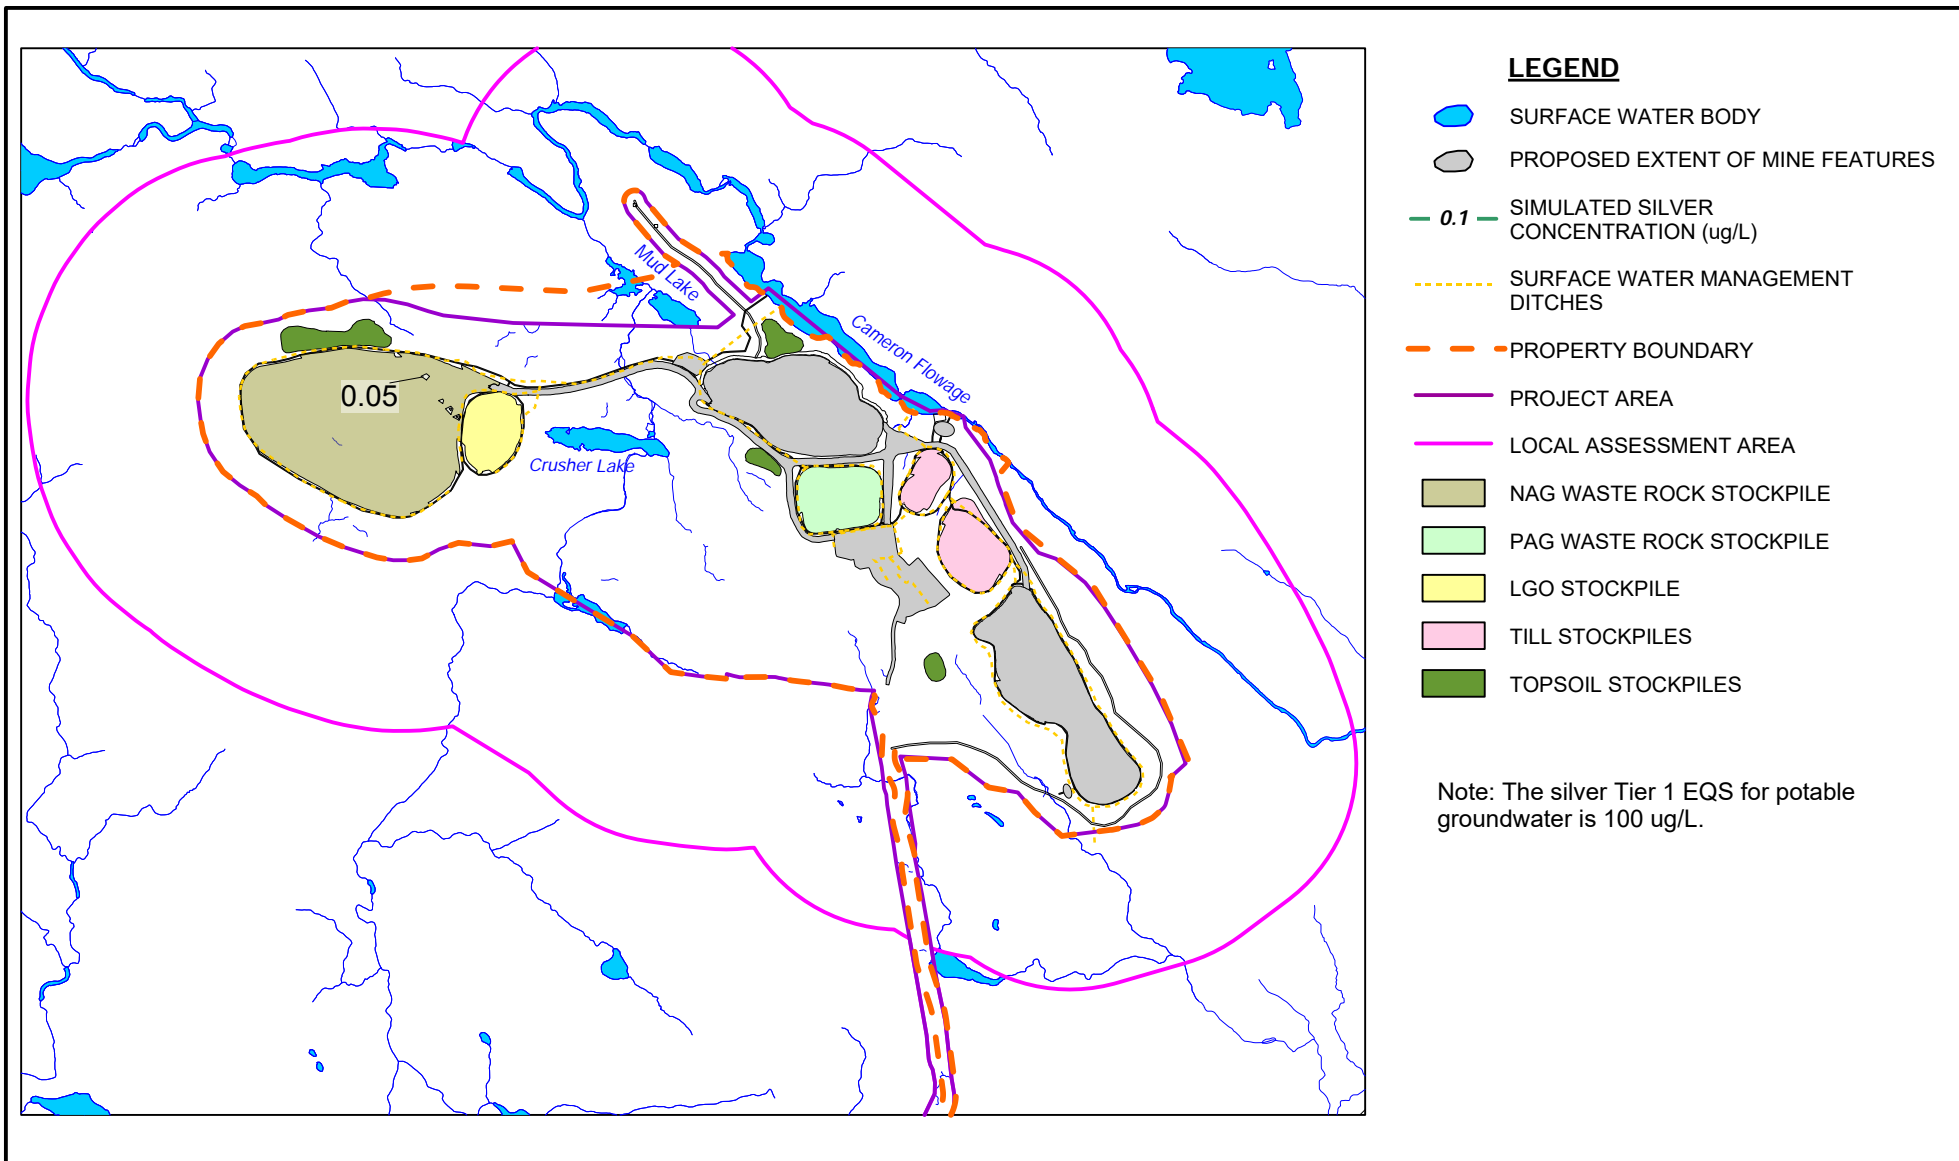 LEGEND
SURFACE WATER BODY
PROPOSED EXTENT OF MINE FEATURES
0.1
SIMULATED SILVER
CONCENTRATION (ug/L)
SURFACE WATER MANAGEMENT
DITCHES
PROPERTY BOUNDARY
PROJECT AREA
LOCAL ASSESSMENT AREA
NAG WASTE ROCK STOCKPILE
PAG WASTE ROCK STOCKPILE
LGO STOCKPILE
TILL STOCKPILES
TOPSOIL STOCKPILES
Note: The silver Tier 1 EQS for potable
groundwater is 100 ug/L.
Mud Lake
Cameron Flowage
0.05
Crusher Lake